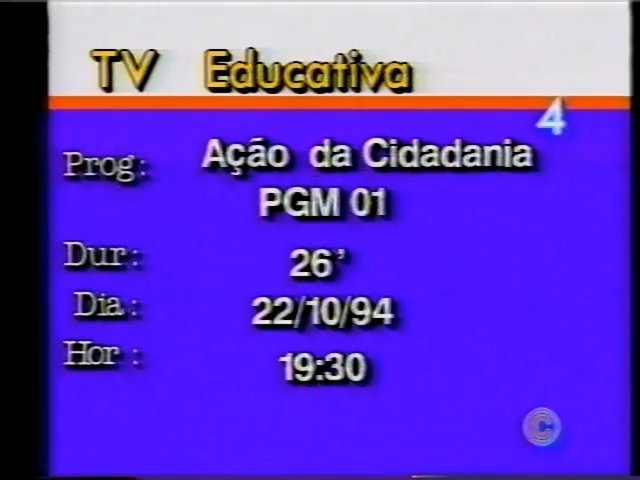 TV Educativa
4
Prog: Ação da Cidadania
PGM 01
Dur: 26'
Dia: 22/10/94
Hor: 19:30